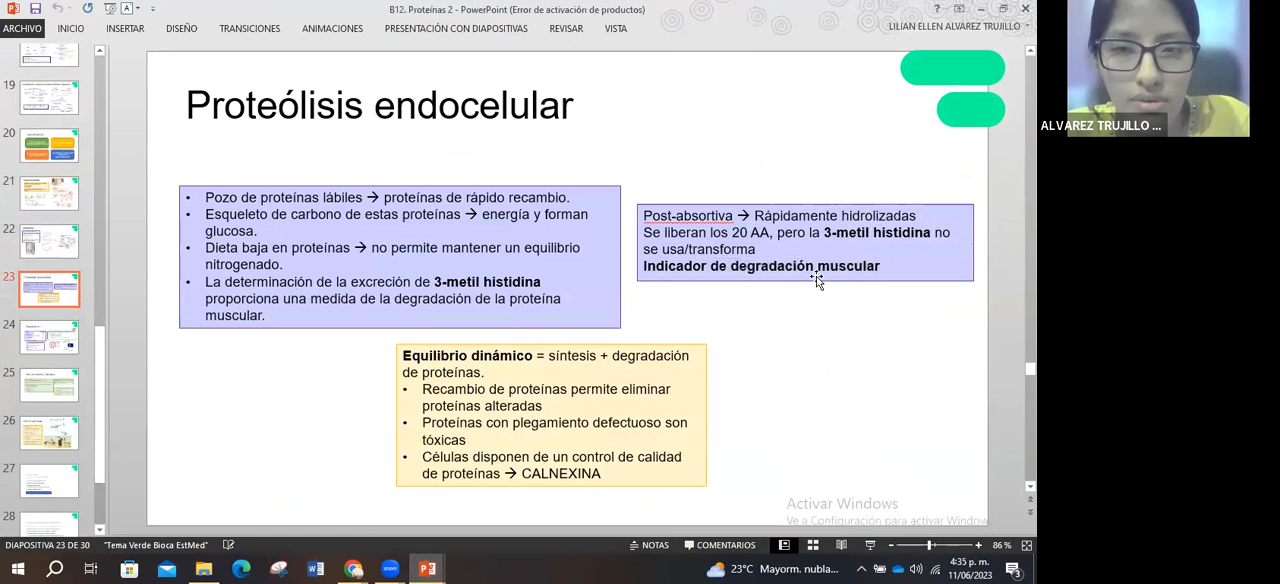 B12. Proteínas 2 - PowerPoint (Error de activación de productos)
ARCHIVO INICIO INSERTAR DISEÑO TRANSICIONES ANIMACIONES PRESENTACIÓN CON DIAPOSITIVAS REVISAR VISTA
LILIAN ELLEN ALVAREZ TRUJILLO
ALVAREZ TRUJILLO ...
19
20
21
22
23
24
25
26
27
28
Proteólisis endocelular
• Pozo de proteínas lábiles → proteínas de rápido recambio.
• Esqueleto de carbono de estas proteínas → energía y forman
glucosa.
• Dieta baja en proteínas → no permite mantener un equilibrio
nitrogenado.
• La determinación de la excreción de 3-metil histidina
proporciona una medida de la degradación de la proteína
muscular.
Post-absortiva → Rápidamente hidrolizadas
Se liberan los 20 AA, pero la 3-metil histidina no
se usa/transforma
Indicador de degradación muscular
Equilibrio dinámico = síntesis + degradación
de proteínas.
• Recambio de proteínas permite eliminar
proteínas alteradas
• Proteínas con plegamiento defectuoso son
tóxicas
• Células disponen de un control de calidad
de proteínas → CALNEXINA
Activar Windows
Ve a Configuración para activar Window
DIAPOSITIVA 23 DE 30 "Tema Verde Bioca EstMed" NOTAS COMENTARIOS 86 %
23°C Mayorm. nubla... 4:35 p. m.
11/06/2023
3